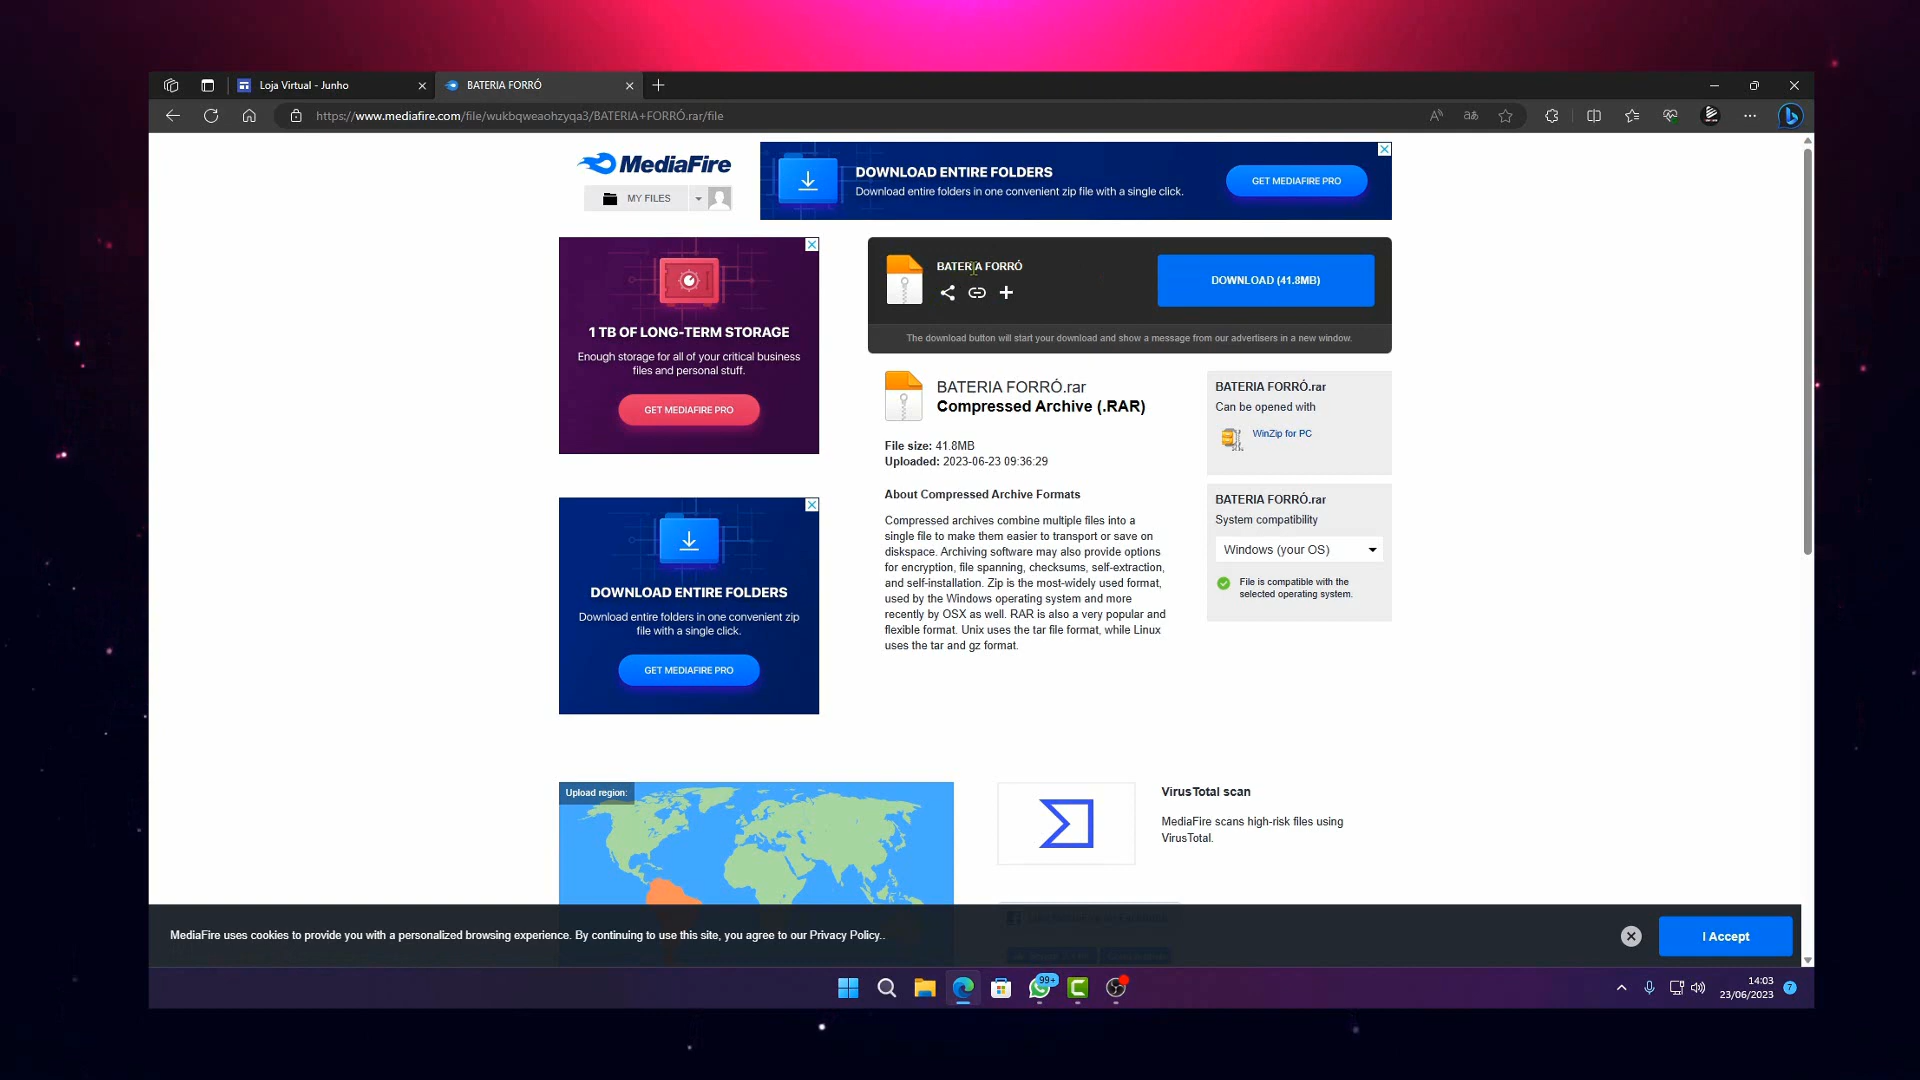 Loja Virtual - Junho
BATERIA FORRÓ
https://www.mediafire.com/file/wukbqweaohzyqa3/BATERIA+FORRÓ.rar/file
MediaFire
MY FILES
DOWNLOAD ENTIRE FOLDERS
Download entire folders in one convenient zip file with a single click.
GET MEDIAFIRE PRO
1 TB OF LONG-TERM STORAGE
Enough storage for all of your critical business
files and personal stuff.
GET MEDIAFIRE PRO
BATERIA FORRÓ
DOWNLOAD (41.8MB)
The download button will start your download and show a message from our advertisers in a new window.
BATERIA FORRÓ.rar
Compressed Archive (.RAR)
File size: 41.8MB
Uploaded: 2023-06-23 09:36:29
About Compressed Archive Formats
Compressed archives combine multiple files into a
single file to make them easier to transport or save on
diskspace. Archiving software may also provide options
for encryption, file spanning, checksums, self-extraction,
and self-installation. Zip is the most-widely used format,
used by the Windows operating system and more
recently by OSX as well. RAR is also a very popular and
flexible format. Unix uses the tar file format, while Linux
uses the tar and gz format.
BATERIA FORRÓ.rar
Can be opened with
WinZip for PC
BATERIA FORRÓ.rar
System compatibility
Windows (your OS)
File is compatible with the
selected operating system.
DOWNLOAD ENTIRE FOLDERS
Download entire folders in one convenient zip
file with a single click.
GET MEDIAFIRE PRO
Upload region:
VirusTotal scan
MediaFire scans high-risk files using
VirusTotal.
MediaFire uses cookies to provide you with a personalized browsing experience. By continuing to use this site, you agree to our Privacy Policy..
I Accept
99+
14:03
23/06/2023
7